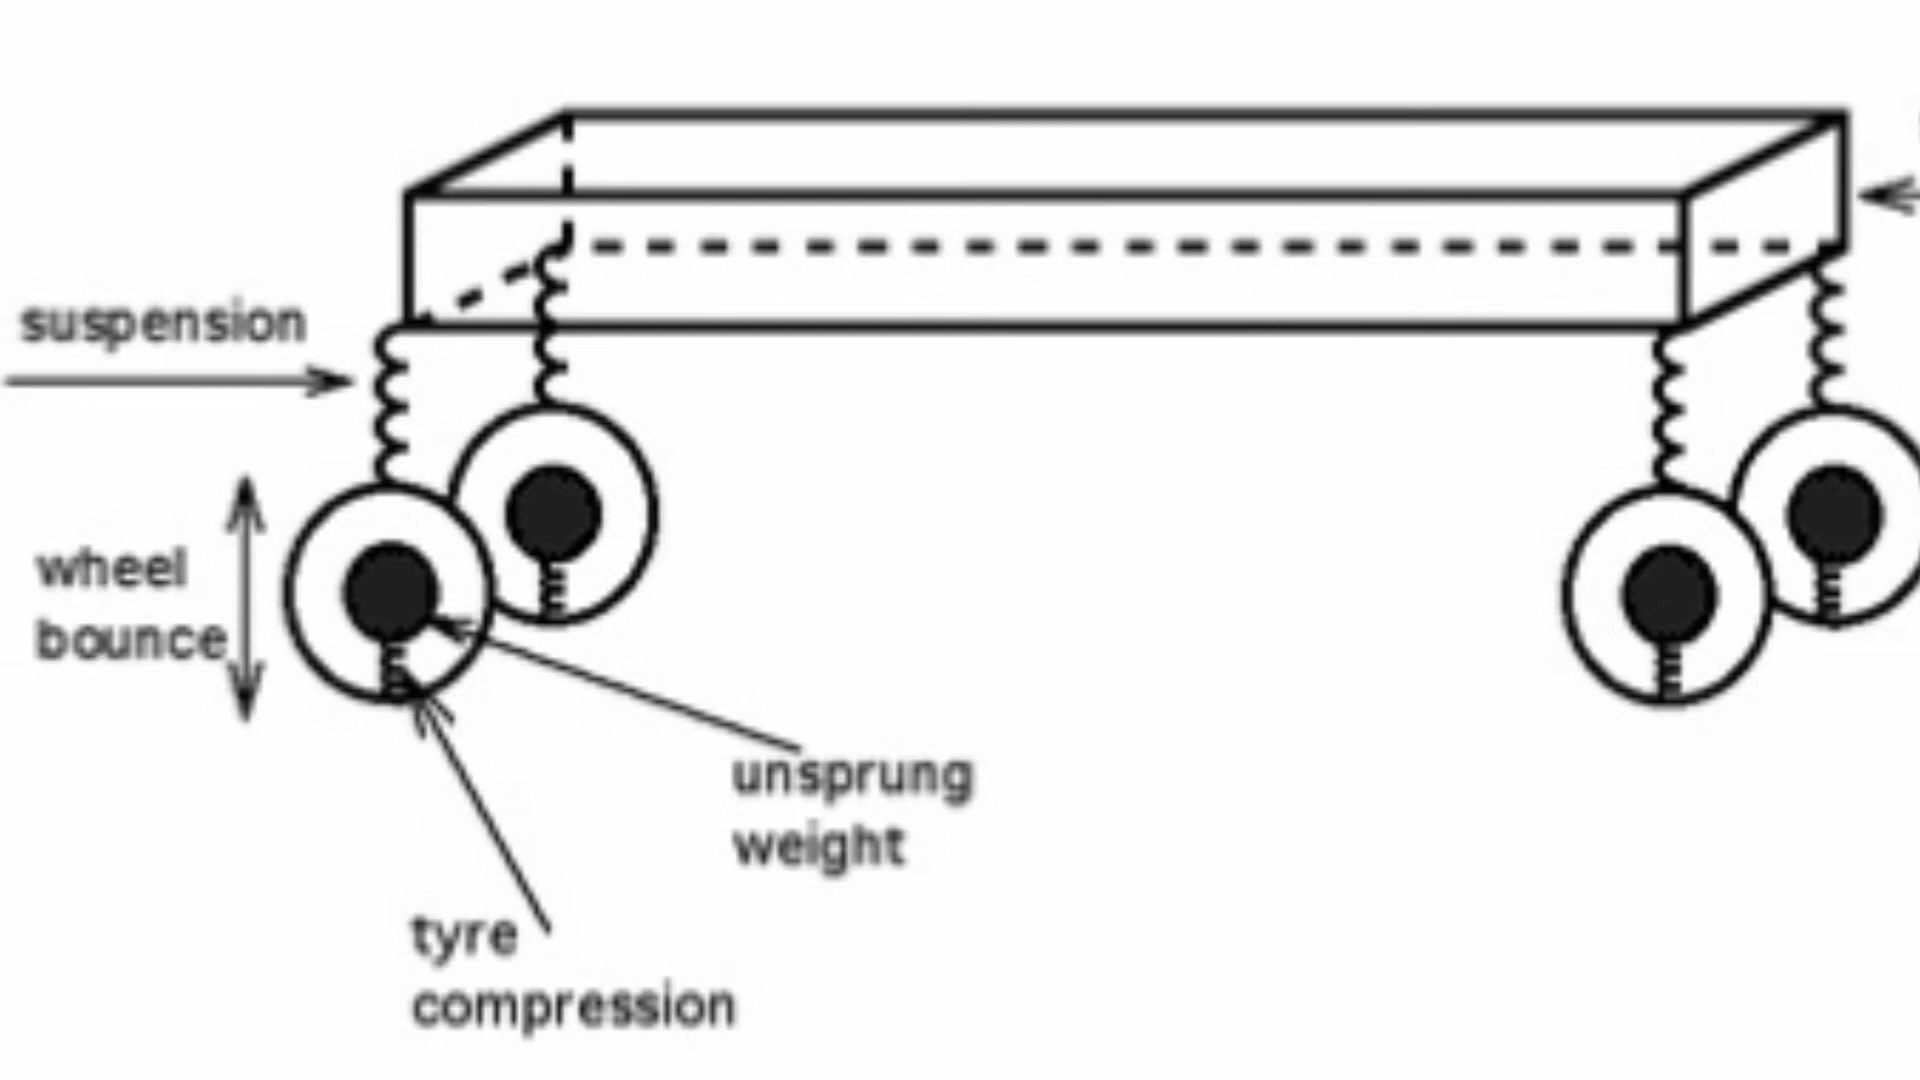 suspension
wheel
bounce
unsprung
weight
tyre
compression